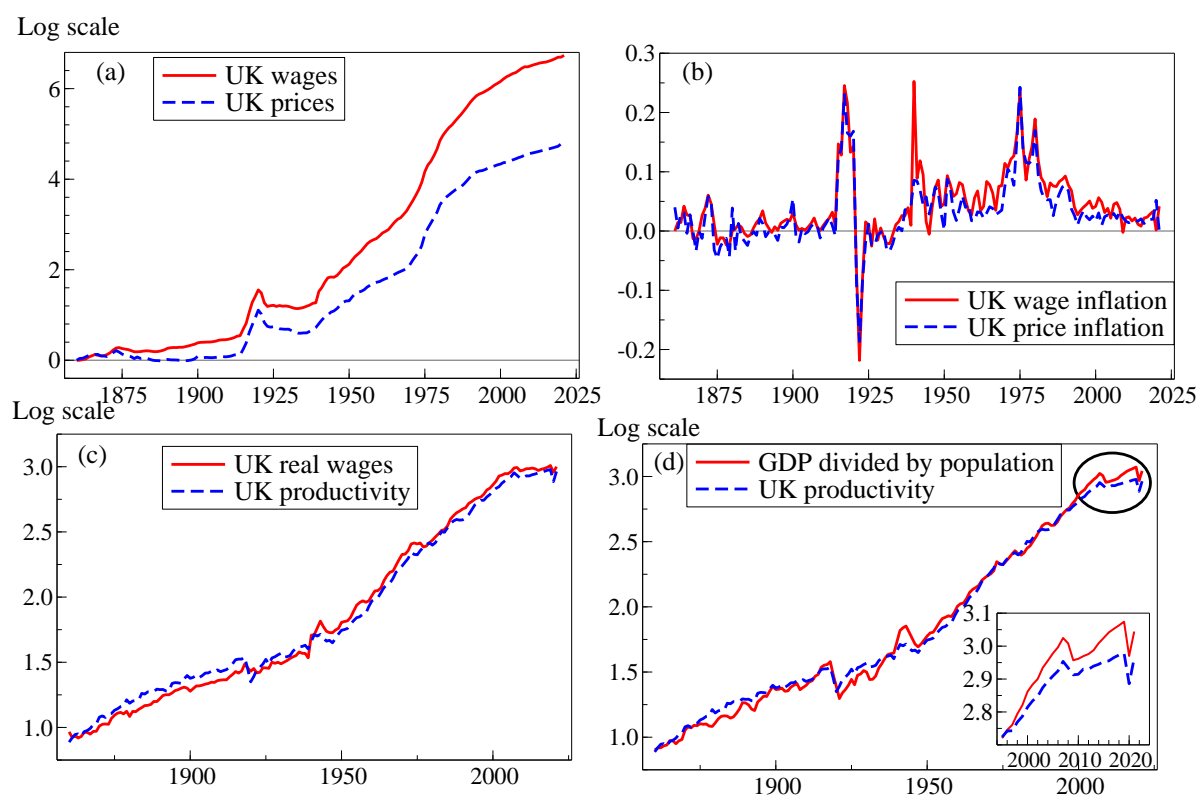 Log scale
(a)
UK wages
UK prices
6
4
2
0
1875 1900 1925 1950 1975 2000 2025
(b)
0.3
0.2
0.1
0.0
-0.1
-0.2
UK wage inflation
UK price inflation
1875 1900 1925 1950 1975 2000 2025
Log scale
(c)
UK real wages
UK productivity
3.0
2.5
2.0
1.5
1.0
1900 1950 2000
Log scale
(d)
GDP divided by population
UK productivity
3.0
2.5
2.0
1.5
1.0
3.1
3.0
2.9
2.8
2000 2010 2020
1900 1950 2000